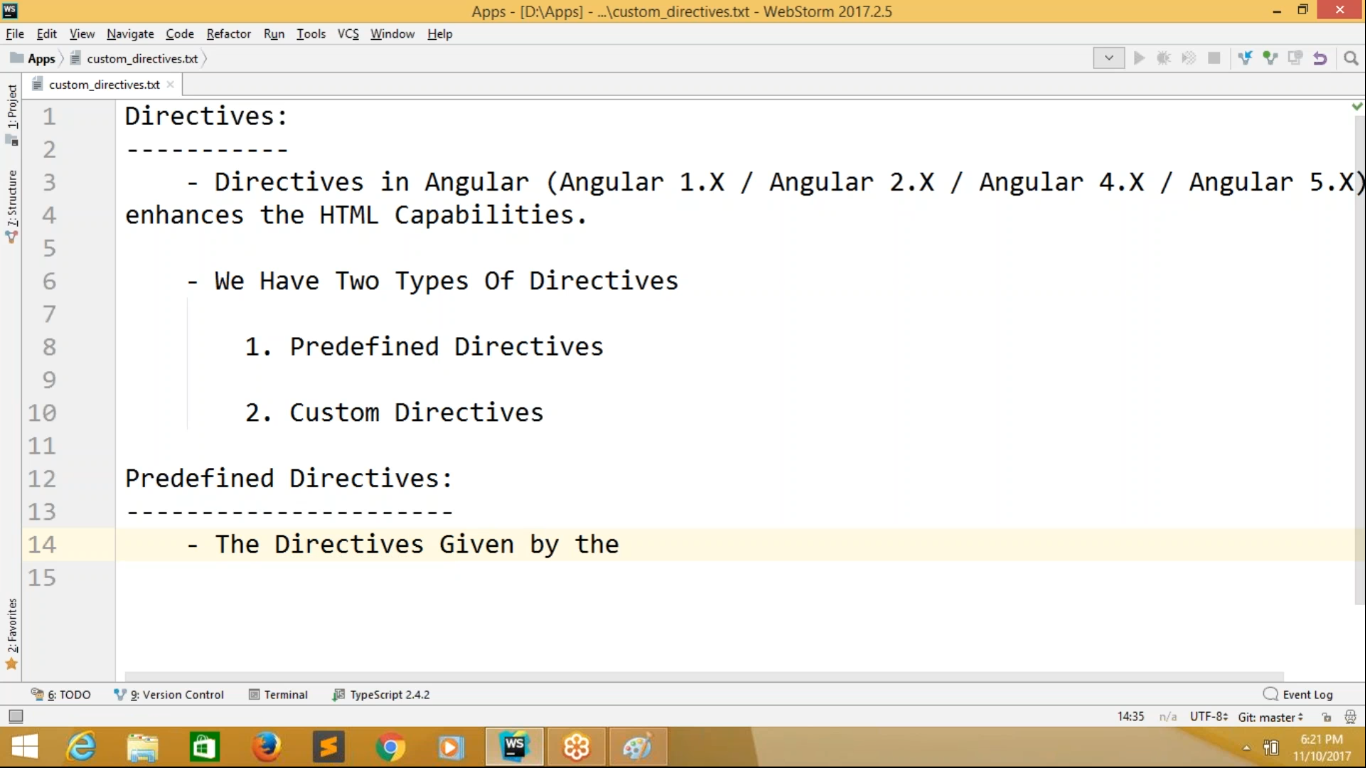 Apps - [D:\Apps] - ...\custom_directives.txt - WebStorm 2017.2.5
File Edit View Navigate Code Refactor Run Tools VCS Window Help
Apps custom_directives.txt
custom_directives.txt
1: Project
7: Structure
2: Favorites
1 Directives:
2 -----------
3 - Directives in Angular (Angular 1.X / Angular 2.X / Angular 4.X / Angular 5.X)
4 enhances the HTML Capabilities.
5
6 - We Have Two Types Of Directives
7
8 1. Predefined Directives
9
10 2. Custom Directives
11
12 Predefined Directives:
13 ----------------------
14 - The Directives Given by the
15
6: TODO 9: Version Control Terminal TypeScript 2.4.2 Event Log
14:35 n/a UTF-8 Git: master
WS
6:21 PM
11/10/2017